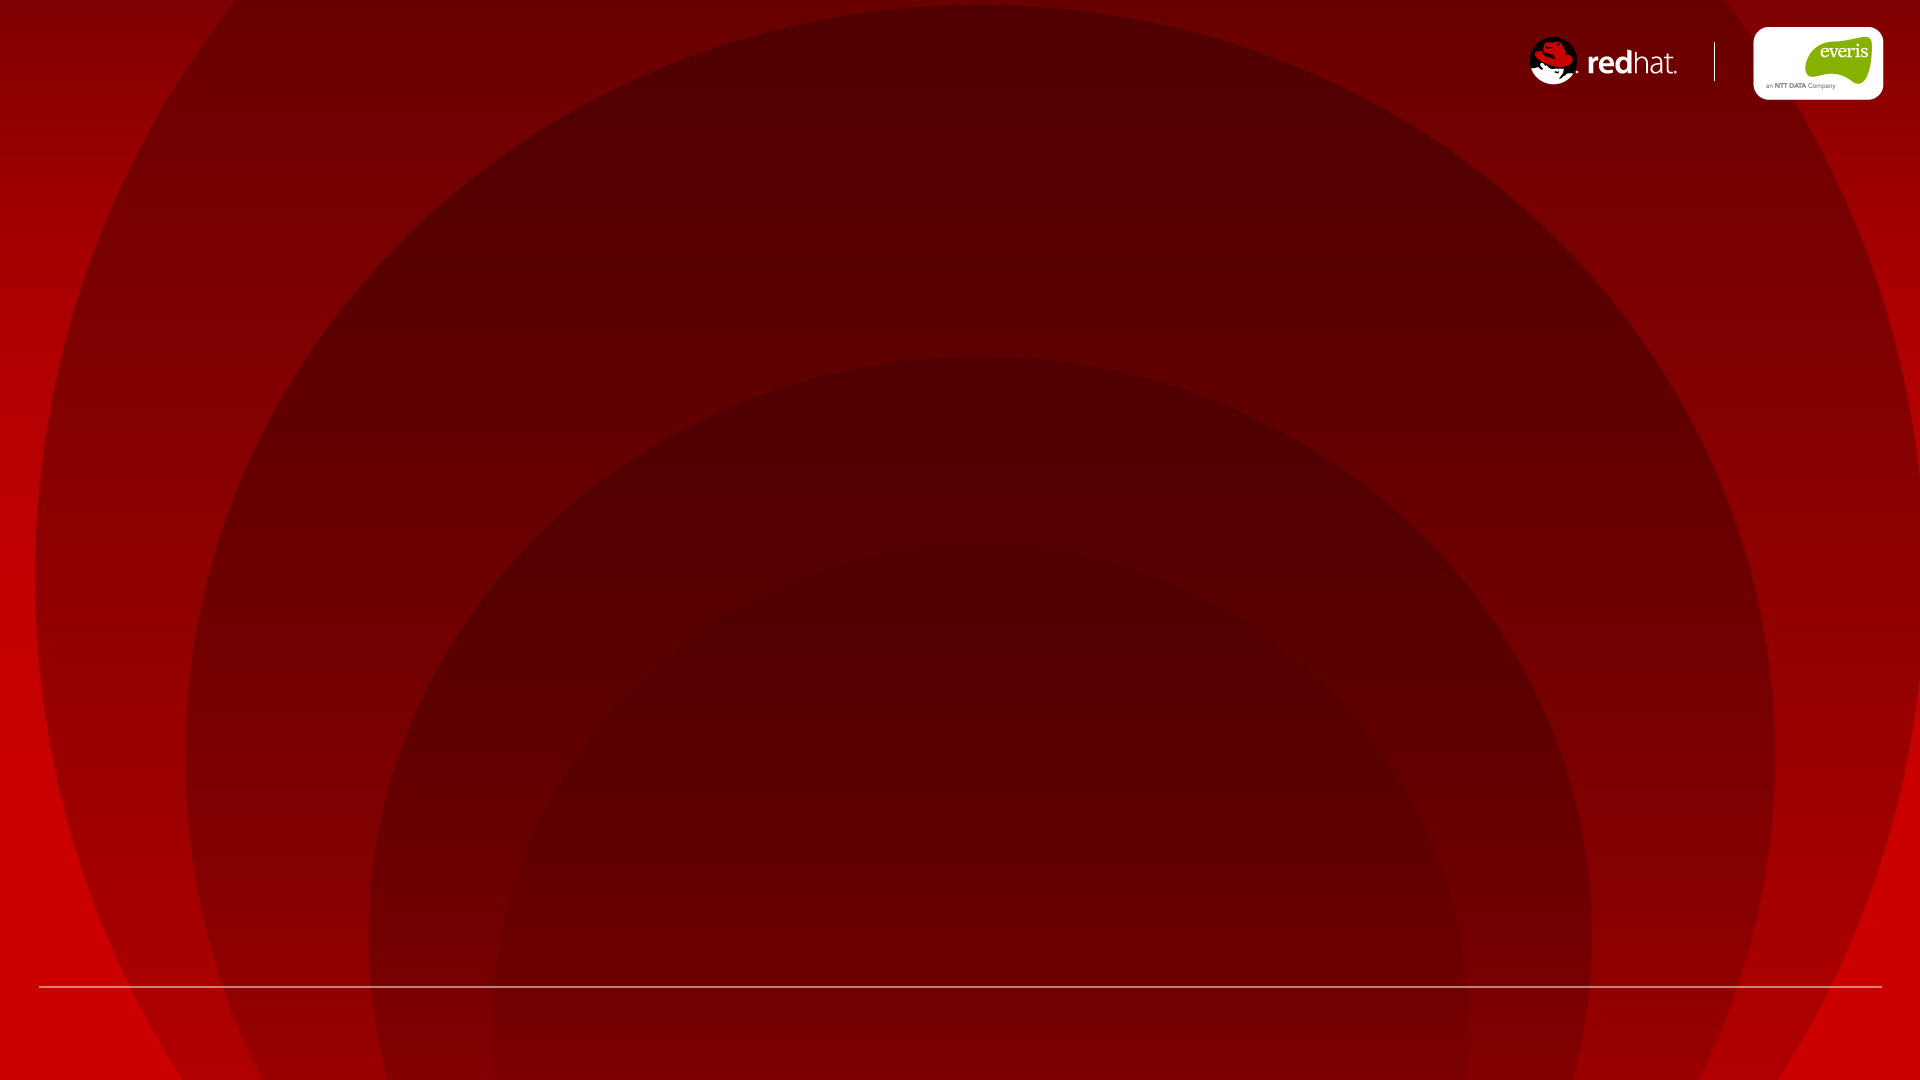 redhat.
everis
an NTT DATA Company